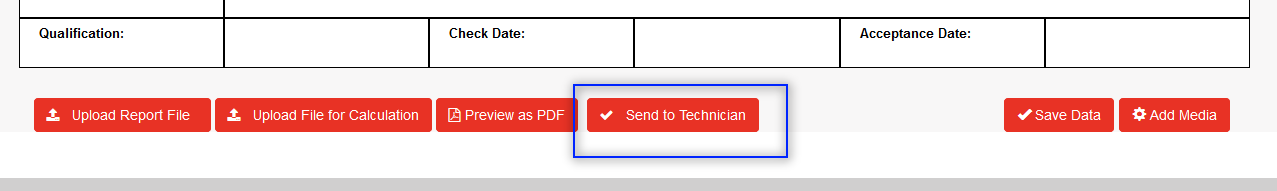 Qualification: Check Date: Acceptance Date:
Upload Report File Upload File for Calculation Preview as PDF Send to Technician Save Data Add Media